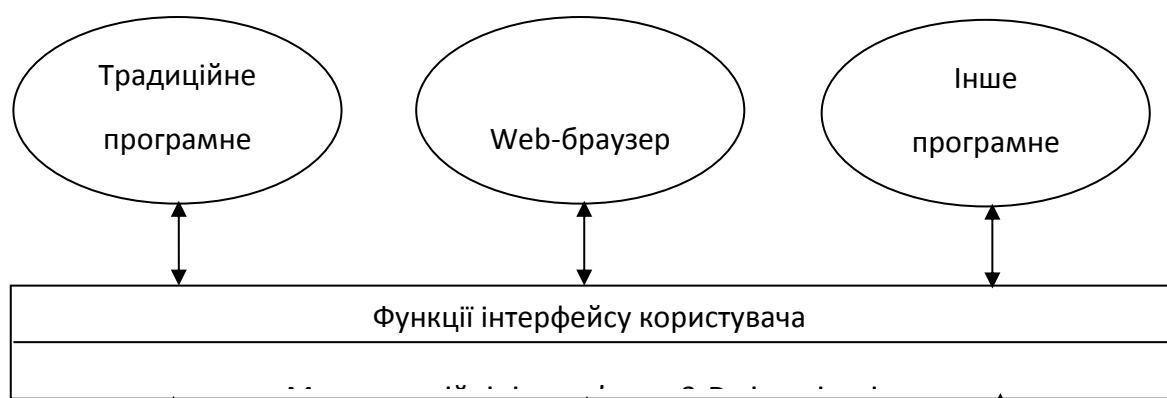 Традиційне
програмне
Web-браузер
Інше
програмне
Функції інтерфейсу користувача